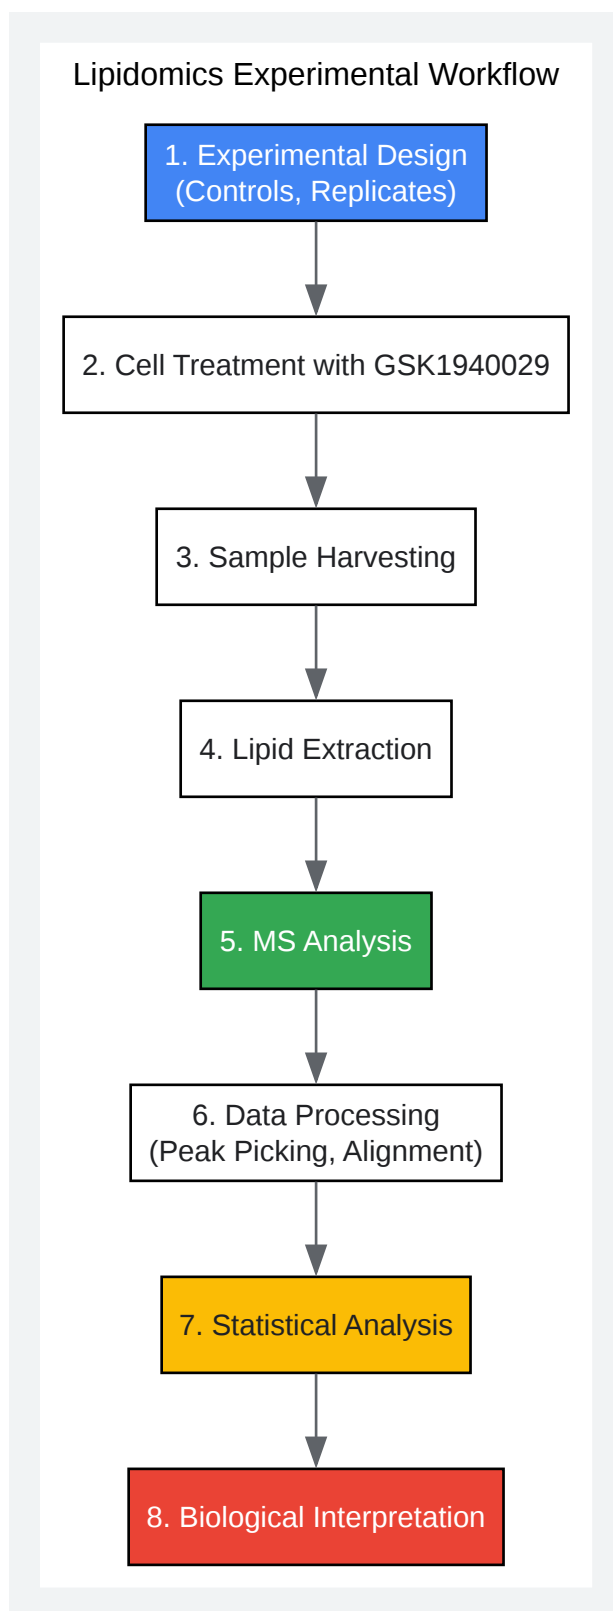 Lipidomics Experimental Workflow
1. Experimental Design
(Controls, Replicates)
2. Cell Treatment with GSK1940029
3. Sample Harvesting
4. Lipid Extraction
5. MS Analysis
6. Data Processing
(Peak Picking, Alignment)
7. Statistical Analysis
8. Biological Interpretation